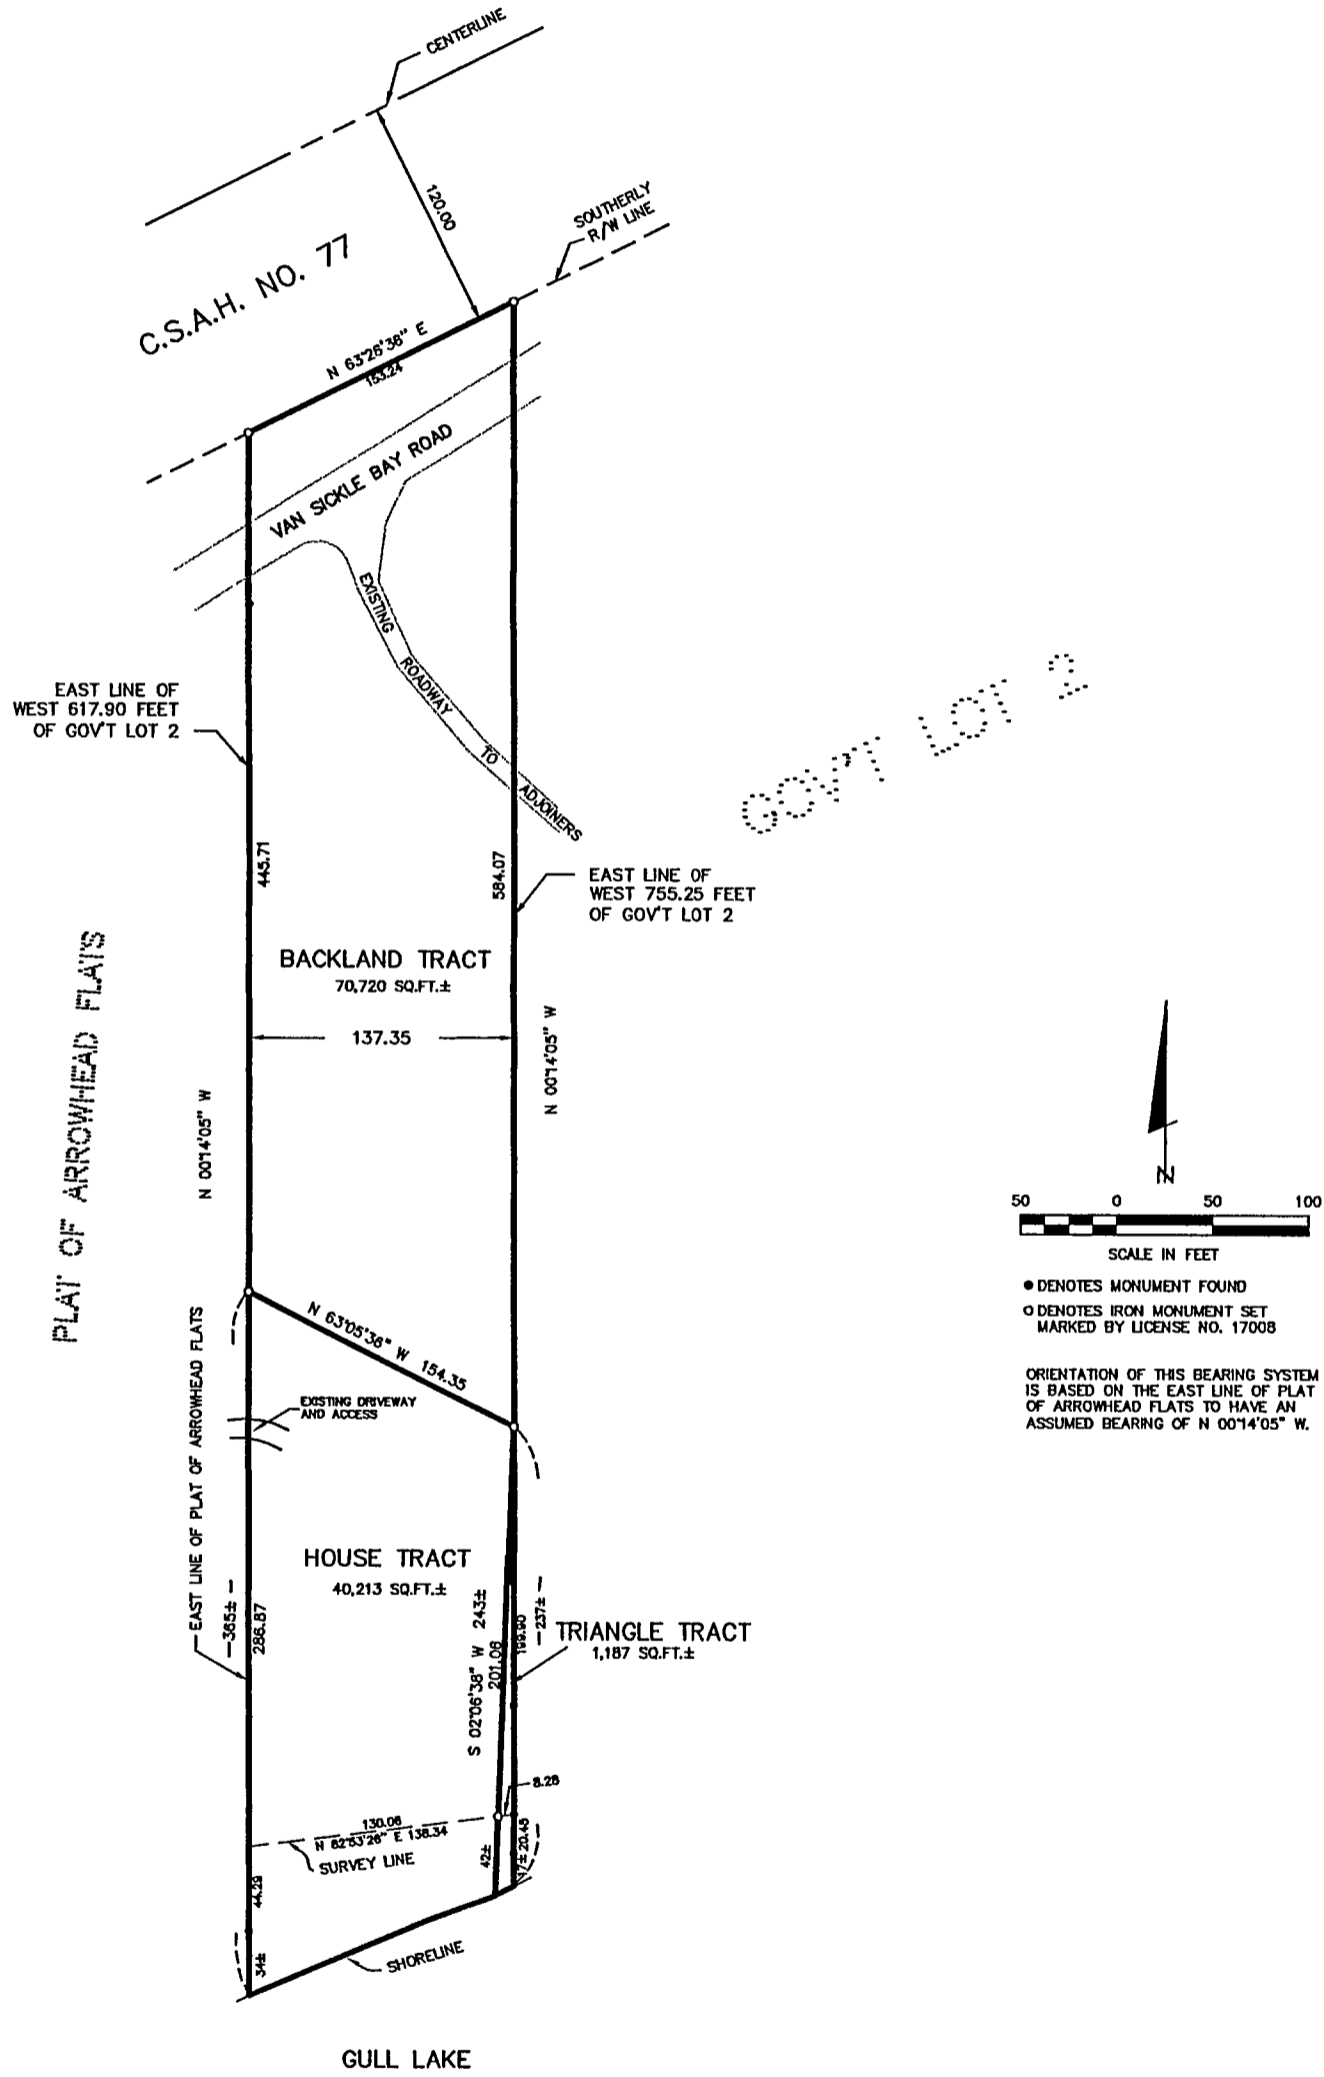 CENTERLINE
120.00
SOUTHERLY
R/W LINE
C.S.A.H. NO. 77
N 63°26'36" E
153.24
VAN SICKLE BAY ROAD
EXISTING
ROADWAY
TO
ADJOINERS
EAST LINE OF
WEST 617.90 FEET
OF GOV'T LOT 2
GOV'T LOT 2
445.71
584.07
EAST LINE OF
WEST 755.25 FEET
OF GOV'T LOT 2
PLAT OF ARROWHEAD FLATS
BACKLAND TRACT
70,720 SQ.FT.±
137.35
N 00°14'05" W
N 00°14'05" W
N
50 0 50 100
SCALE IN FEET
● DENOTES MONUMENT FOUND
○ DENOTES IRON MONUMENT SET
MARKED BY LICENSE NO. 17008
ORIENTATION OF THIS BEARING SYSTEM
IS BASED ON THE EAST LINE OF PLAT
OF ARROWHEAD FLATS TO HAVE AN
ASSUMED BEARING OF N 00°14'05" W.
N 63°05'36" W 154.35
EXISTING DRIVEWAY
AND ACCESS
EAST LINE OF PLAT OF ARROWHEAD FLATS
HOUSE TRACT
40,213 SQ.FT.±
365±
286.87
S 02°06'38" W 243±
201.06
199.90
237±
TRIANGLE TRACT
1,187 SQ.FT.±
8.28
130.06
N 82°53'26" E 138.34
SURVEY LINE
42±
17± 20.45
44.29
34±
SHORELINE
GULL LAKE